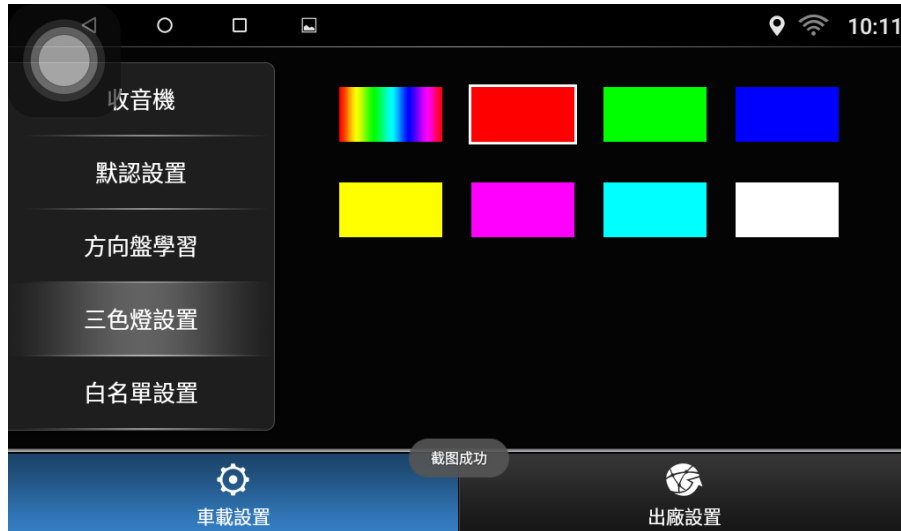 10:11
收音機
默認設置
方向盤學習
三色燈設置
白名單設置
截图成功
車載設置
出廠設置